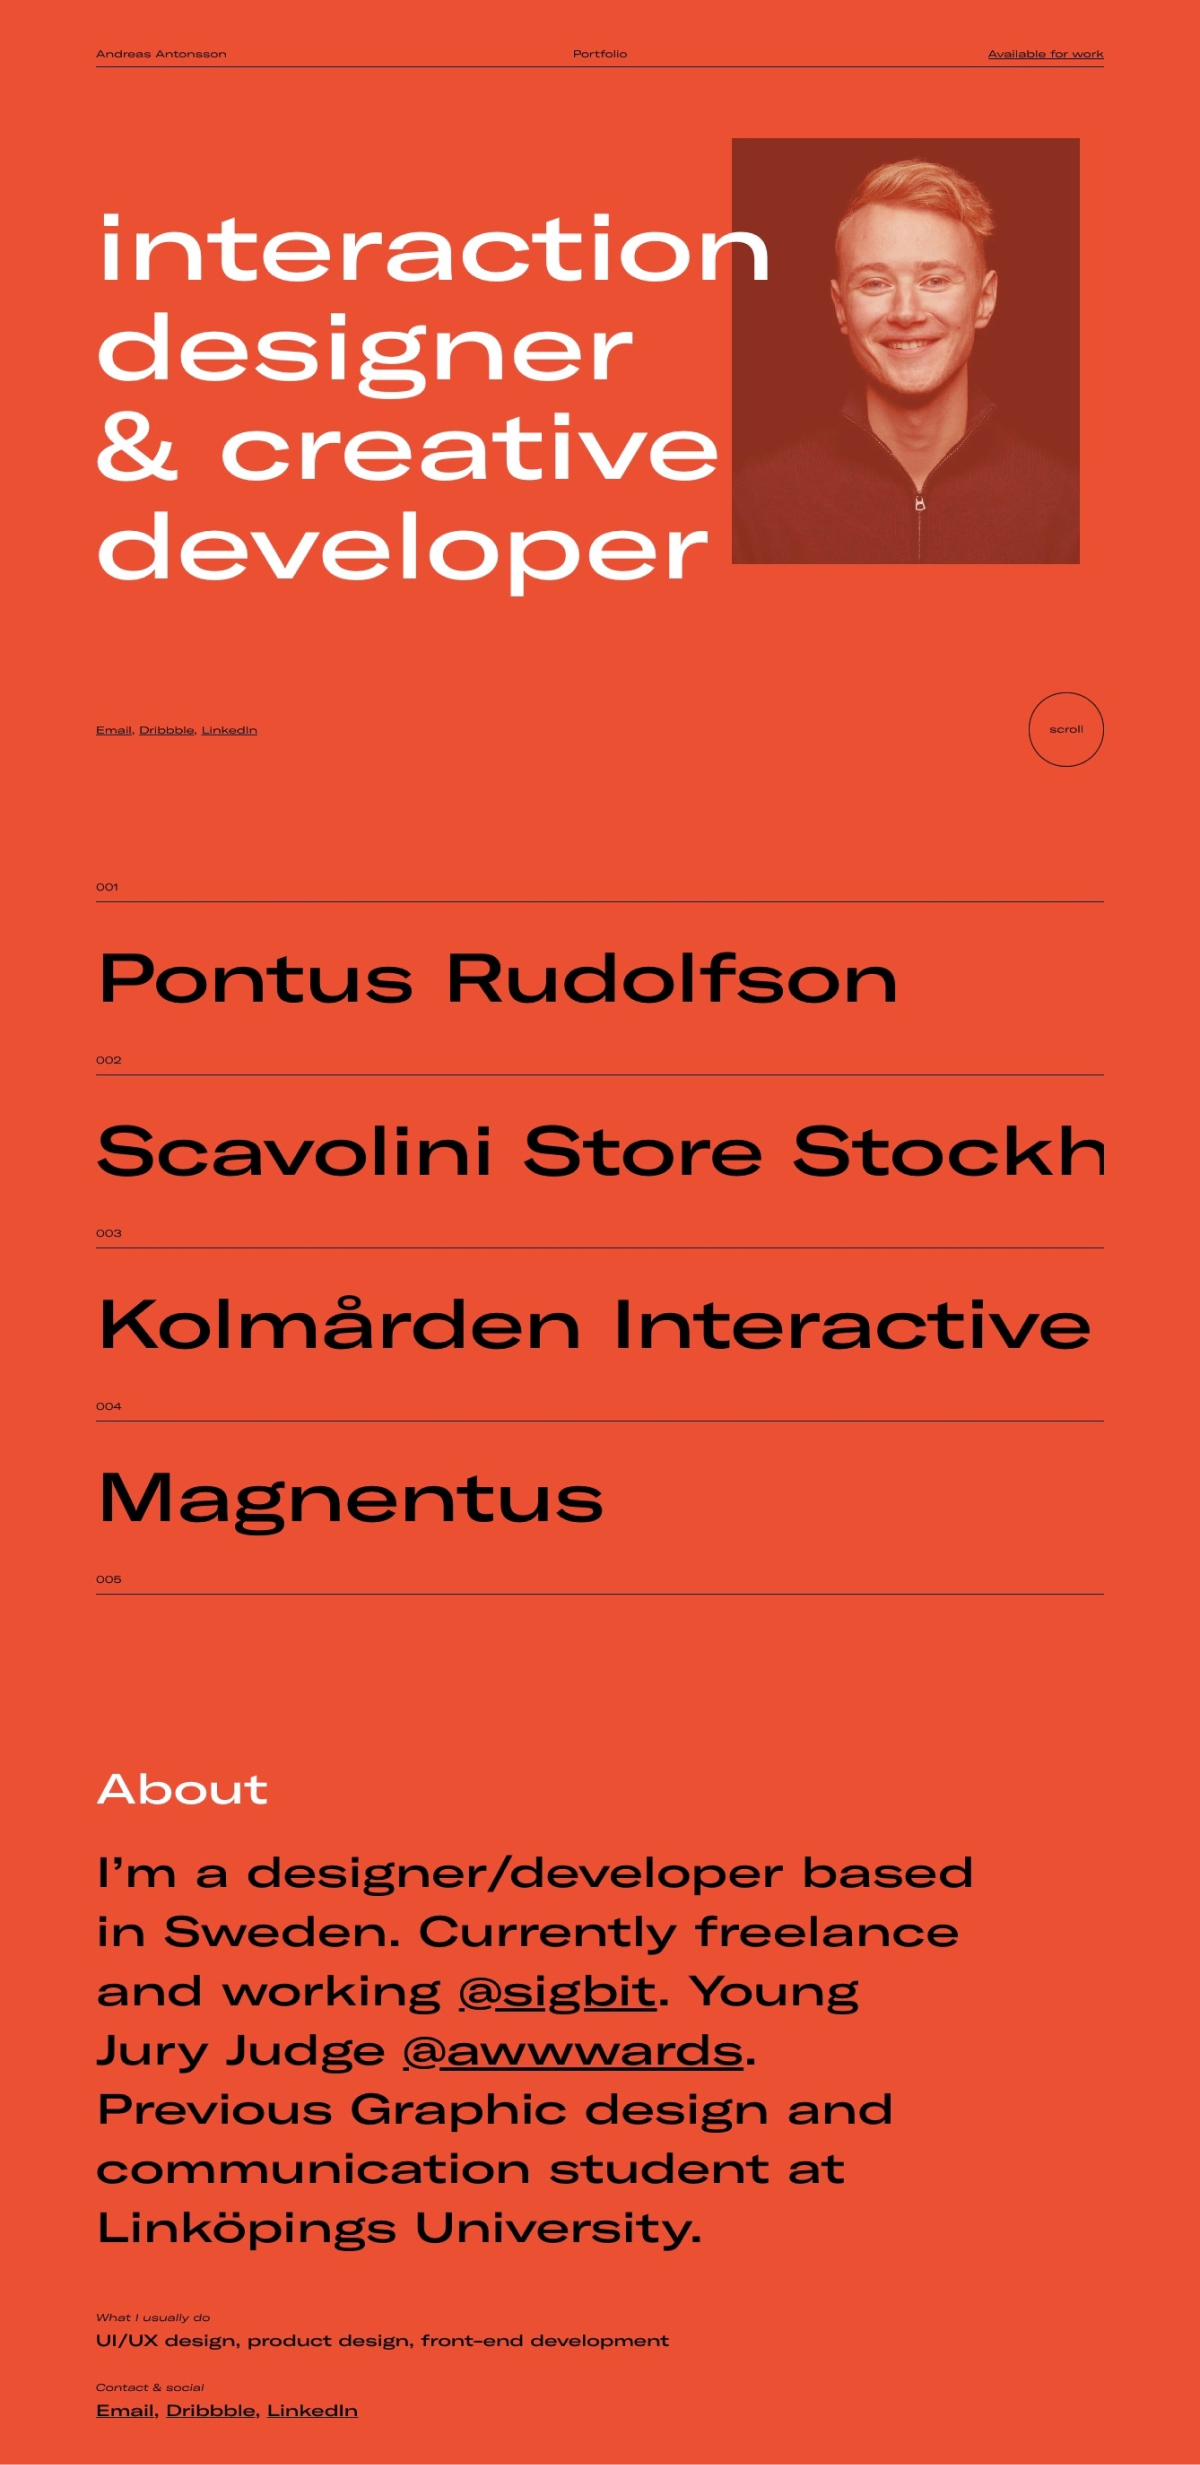 Andreas Antonsson
Portfolio
Available for work
interaction
designer
& creative
developer
Email, Dribbble, LinkedIn
scroll
001
Pontus Rudolfson
002
Scavolini Store Stockh
003
Kolmården Interactive
004
Magnentus
005
About
I’m a designer/developer based
in Sweden. Currently freelance
and working @sigbit. Young
Jury Judge @awwwards.
Previous Graphic design and
communication student at
Linköpings University.
What I usually do
UI/UX design, product design, front-end development
Contact & social
Email, Dribbble, LinkedIn